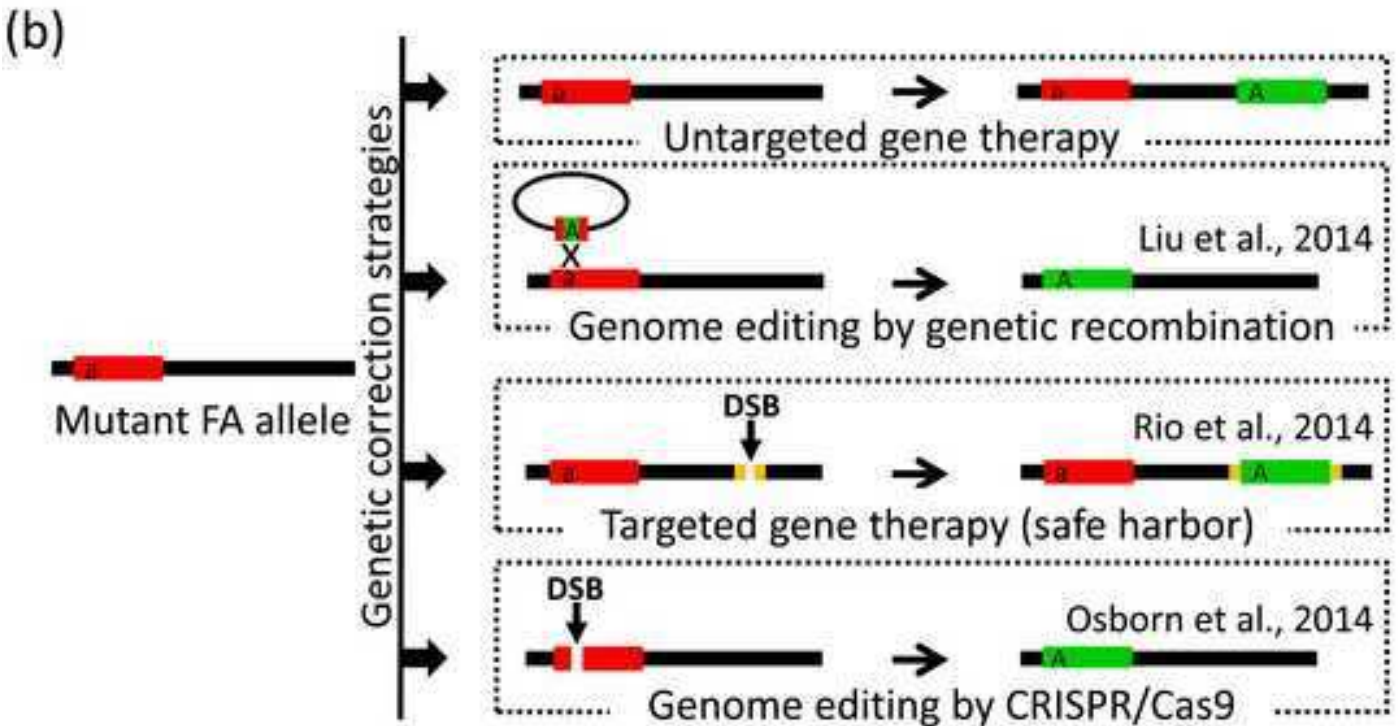 (b)
Genetic correction strategies
a
Mutant FA allele
a
a
A
Untargeted gene therapy
A
X
a
A
Liu et al., 2014
Genome editing by genetic recombination
DSB
a
a
A
Rio et al., 2014
Targeted gene therapy (safe harbor)
DSB
A
Osborn et al., 2014
Genome editing by CRISPR/Cas9